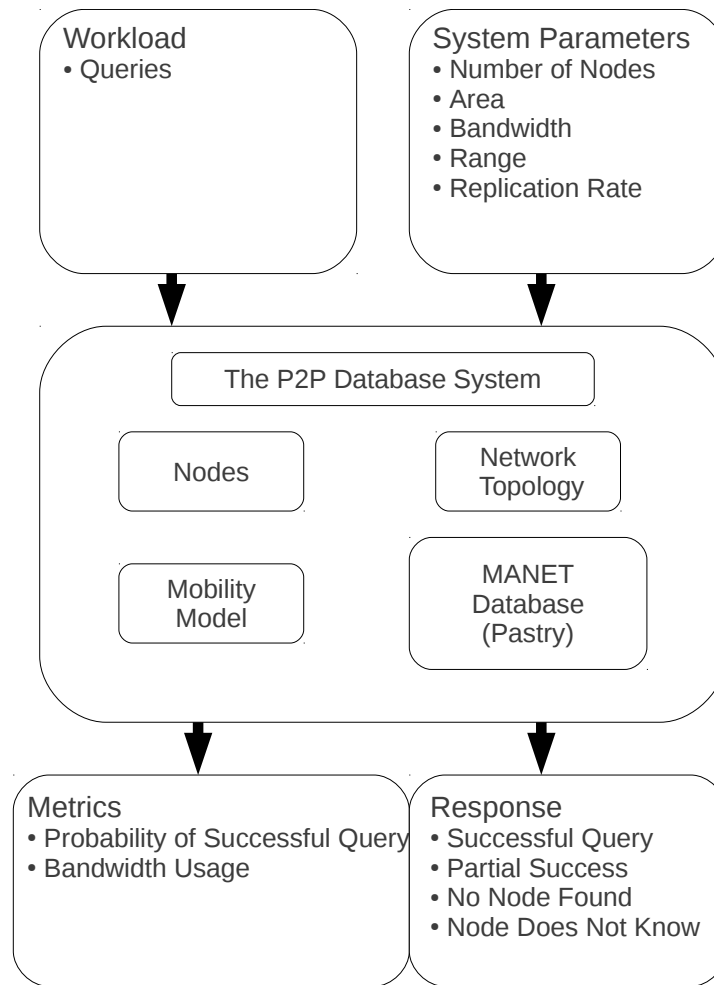 Workload
• Queries
System Parameters
• Number of Nodes
• Area
• Bandwidth
• Range
• Replication Rate
The P2P Database System
Nodes
Network
Topology
Mobility
Model
MANET
Database
(Pastry)
Metrics
• Probability of Successful Query
• Bandwidth Usage
Response
• Successful Query
• Partial Success
• No Node Found
• Node Does Not Know